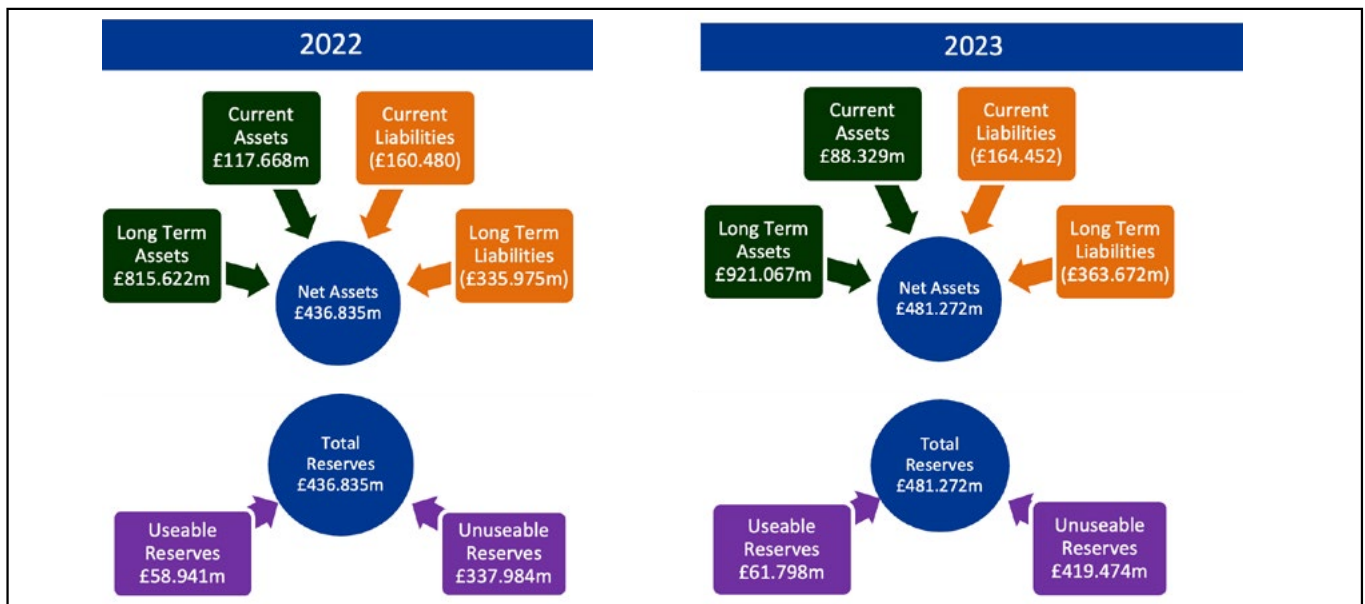 2022
Current
Assets
£117.668m
Current
Liabilities
(£160.480)
Long Term
Assets
£815.622m
Long Term
Liabilities
(£335.975m)
Net Assets
£436.835m
Total
Reserves
£436.835m
Useable
Reserves
£58.941m
Unuseable
Reserves
£337.984m
2023
Current
Assets
£88.329m
Current
Liabilities
(£164.452)
Long Term
Assets
£921.067m
Long Term
Liabilities
(£363.672m)
Net Assets
£481.272m
Total
Reserves
£481.272m
Useable
Reserves
£61.798m
Unuseable
Reserves
£419.474m